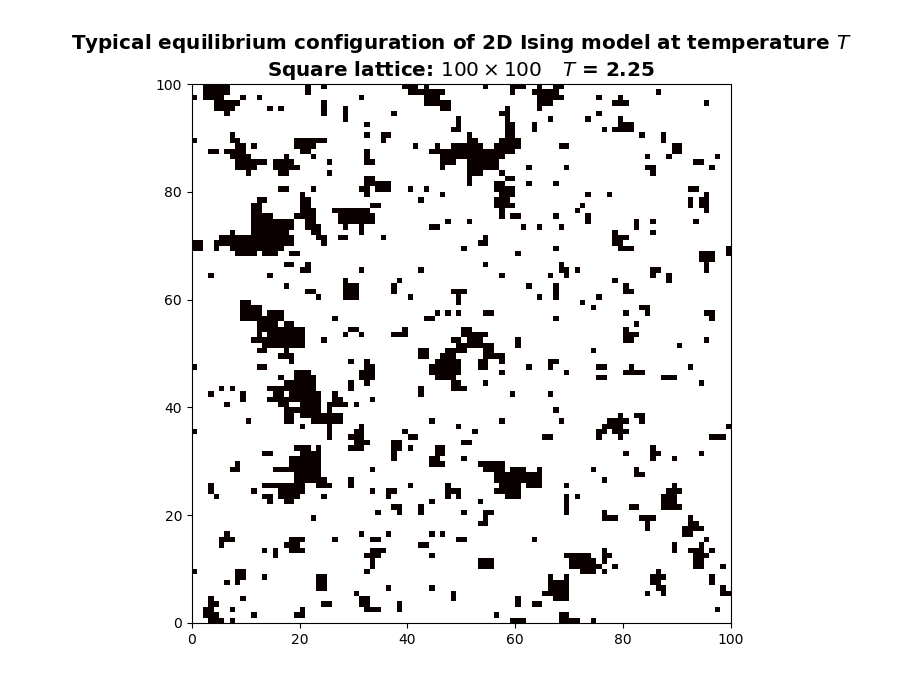 Typical equilibrium configuration of 2D Ising model at temperature T
Square lattice: 100 × 100 T = 2.25
100
80
60
40
20
0
0 20 40 60 80 100